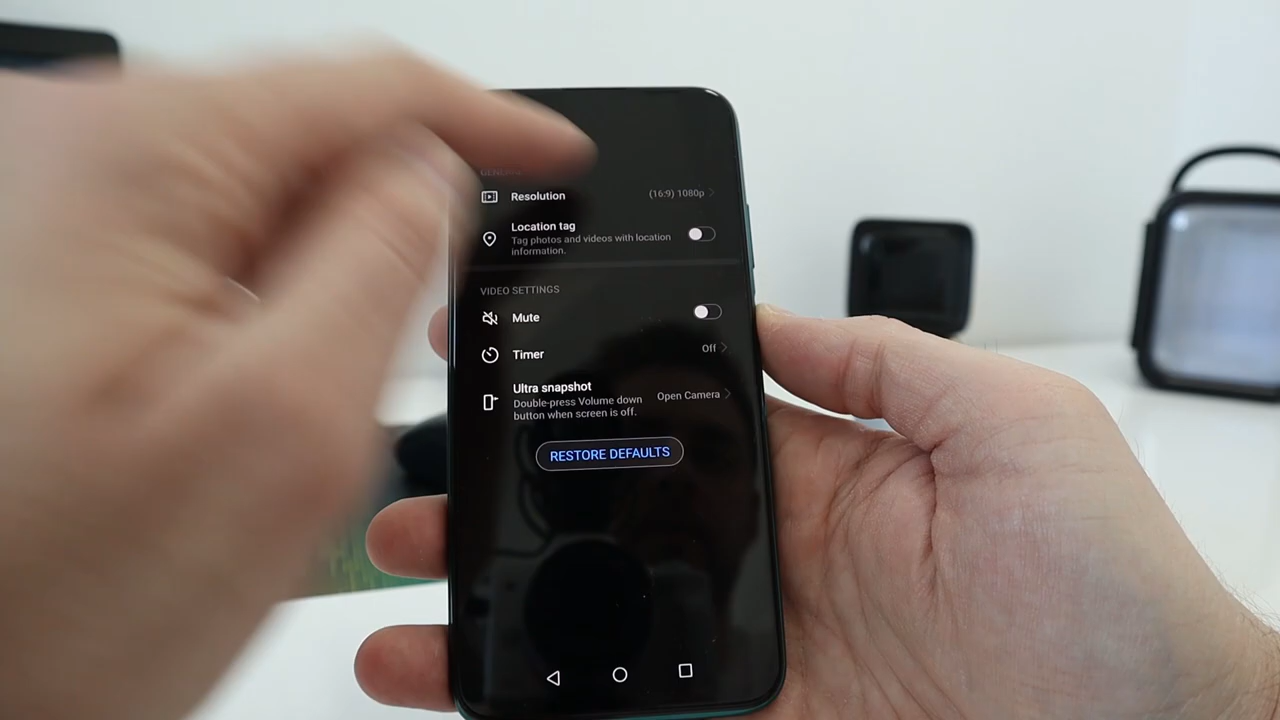 Resolution
(16:9) 1080p
Location tag
Tag photos and videos with location
information.
VIDEO SETTINGS
Mute
Timer
Off
Ultra snapshot
Double-press Volume down
button when screen is off.
Open Camera
RESTORE DEFAULTS